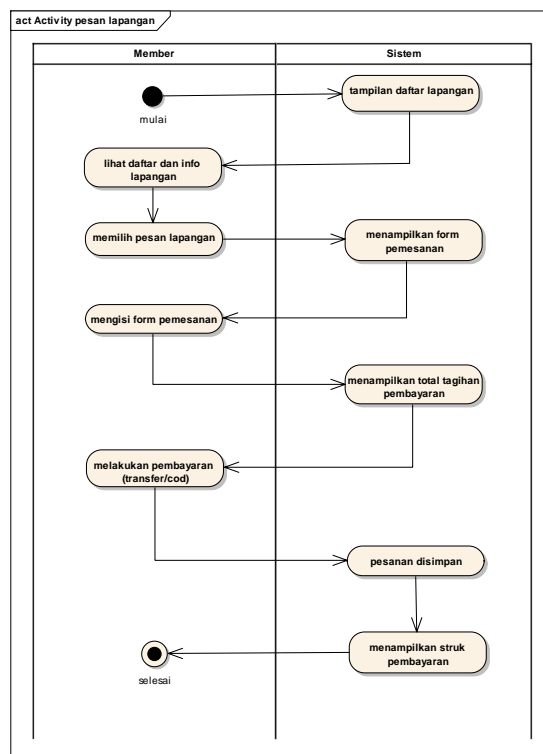 act Activity pesan lapangan
Member
Sistem
mulai
tampilan daftar lapangan
lihat daftar dan info
lapangan
memilih pesan lapangan
menampilkan form
pemesanan
mengisi form pemesanan
menampilkan total tagihan
pembayaran
melakukan pembayaran
(transfer/cod)
pesanan disimpan
menampilkan struk
pembayaran
selesai